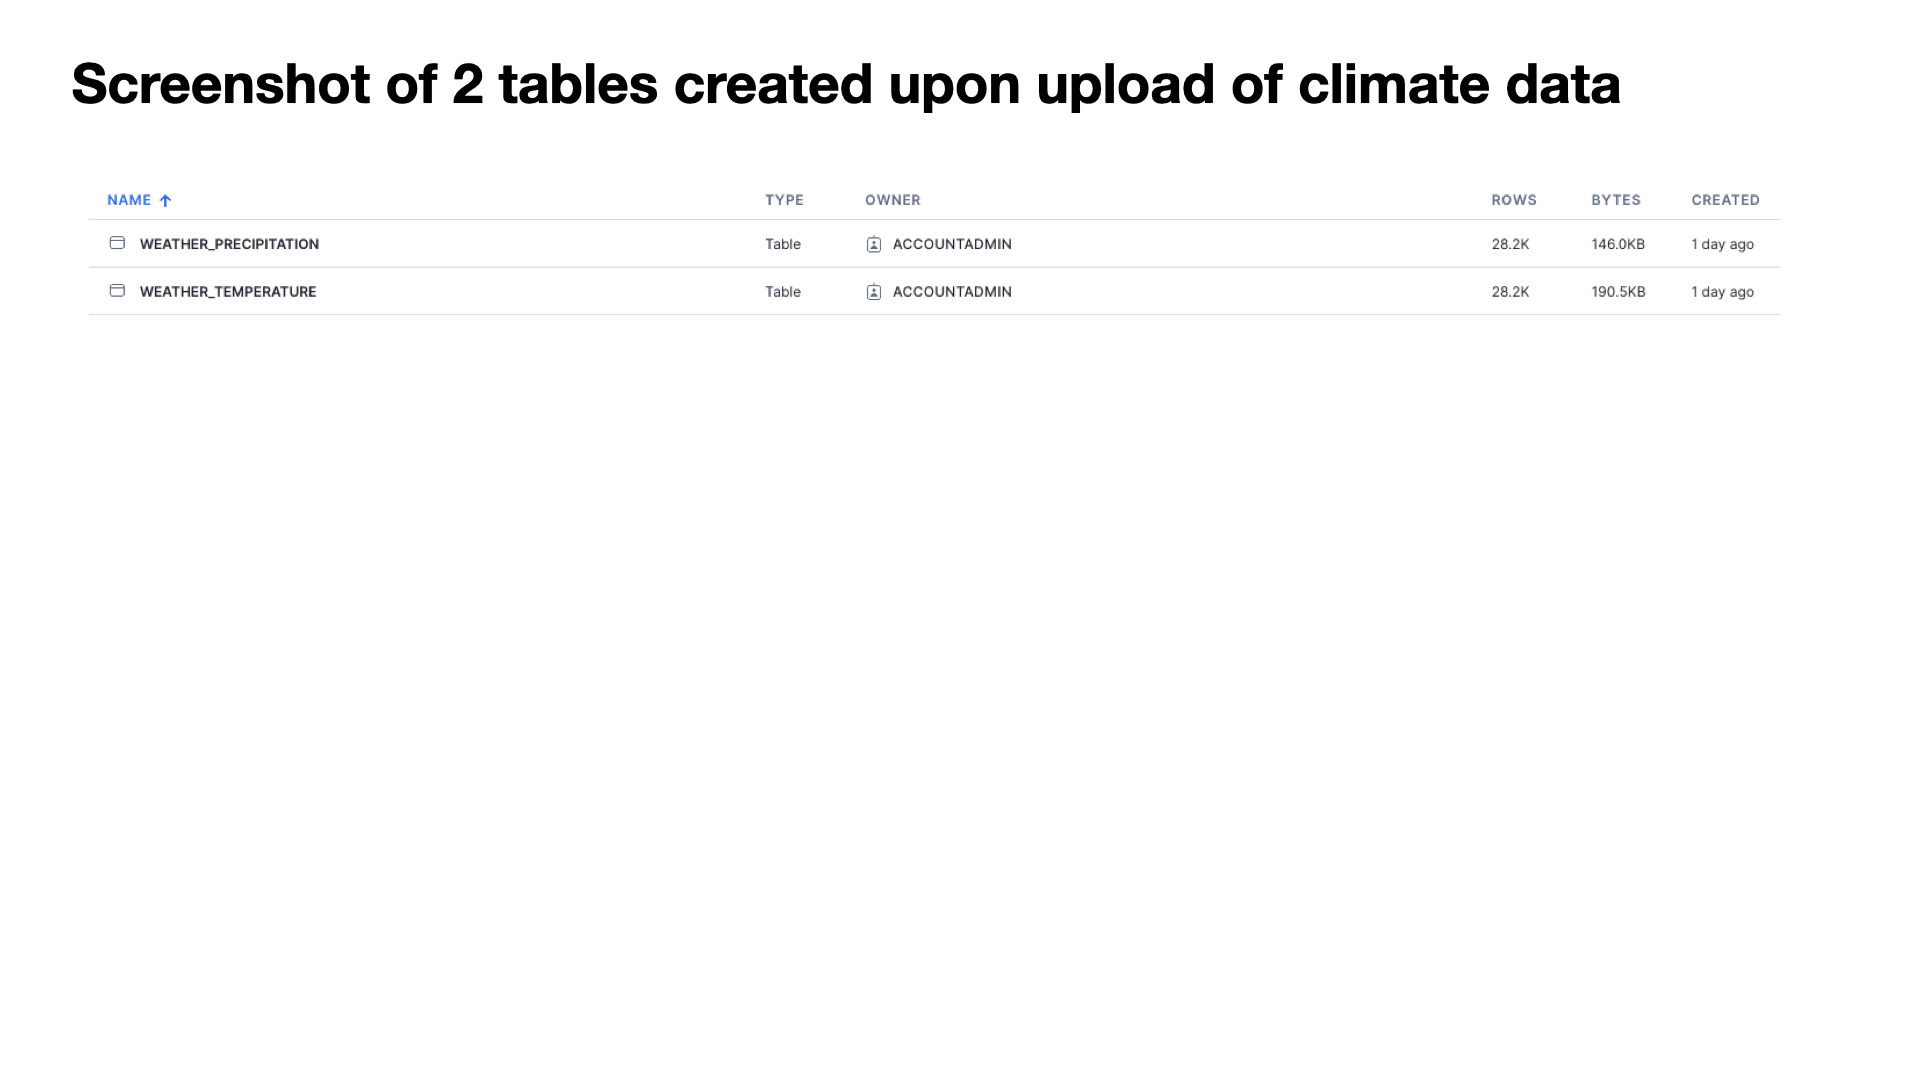 Screenshot of 2 tables created upon upload of climate data
NAME ↑ TYPE OWNER ROWS BYTES CREATED
WEATHER_PRECIPITATION Table ACCOUNTADMIN 28.2K 146.0KB 1 day ago
WEATHER_TEMPERATURE Table ACCOUNTADMIN 28.2K 190.5KB 1 day ago